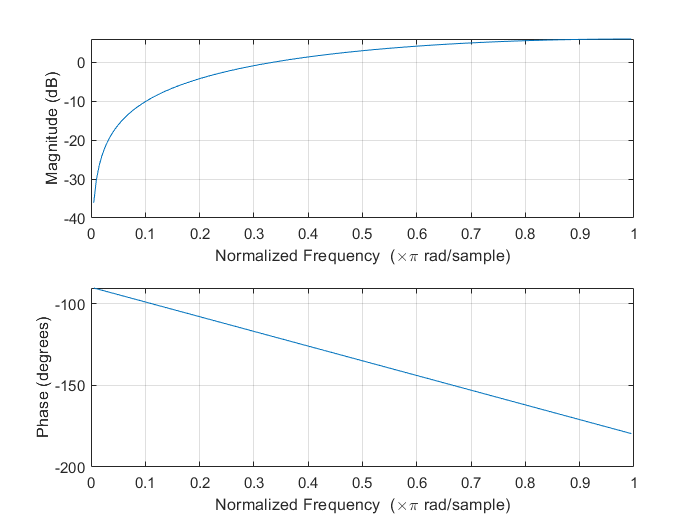 0
-10
-20
-30
-40
Magnitude (dB)
0 0.1 0.2 0.3 0.4 0.5 0.6 0.7 0.8 0.9 1
Normalized Frequency (×π rad/sample)
-100
-150
-200
Phase (degrees)
0 0.1 0.2 0.3 0.4 0.5 0.6 0.7 0.8 0.9 1
Normalized Frequency (×π rad/sample)